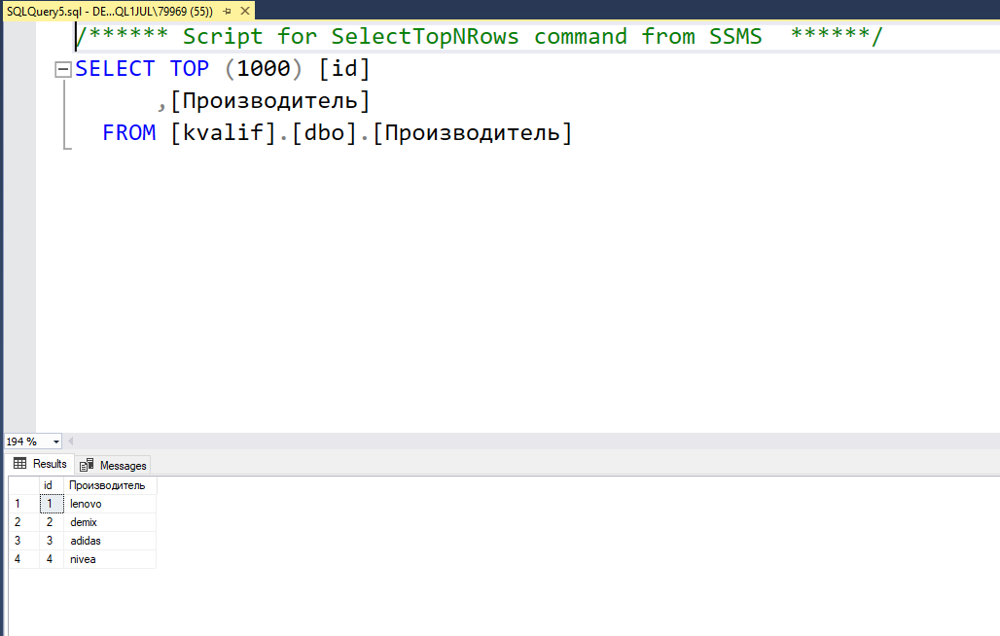 SQLQuery5.sql - DE...QL1JUL\79969 (55))
/****** Script for SelectTopNRows command from SSMS  ******/
SELECT TOP (1000) [id]
      ,[Производитель]
  FROM [kvalif].[dbo].[Производитель]
194 %
Results Messages
id Производитель
1 1 lenovo
2 2 demix
3 3 adidas
4 4 nivea